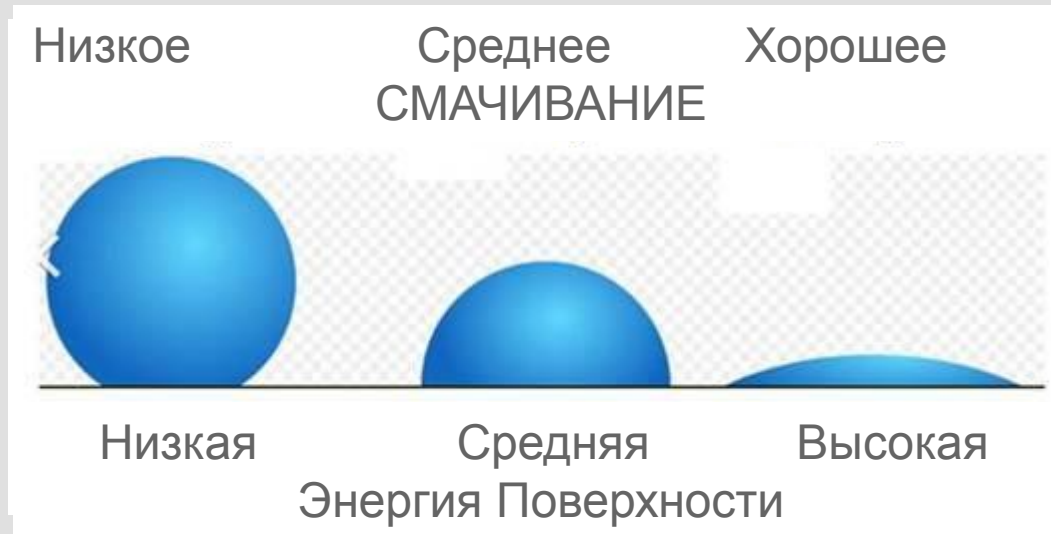 Низкое Среднее Хорошее
СМАЧИВАНИЕ
Низкая Средняя Высокая
Энергия Поверхности